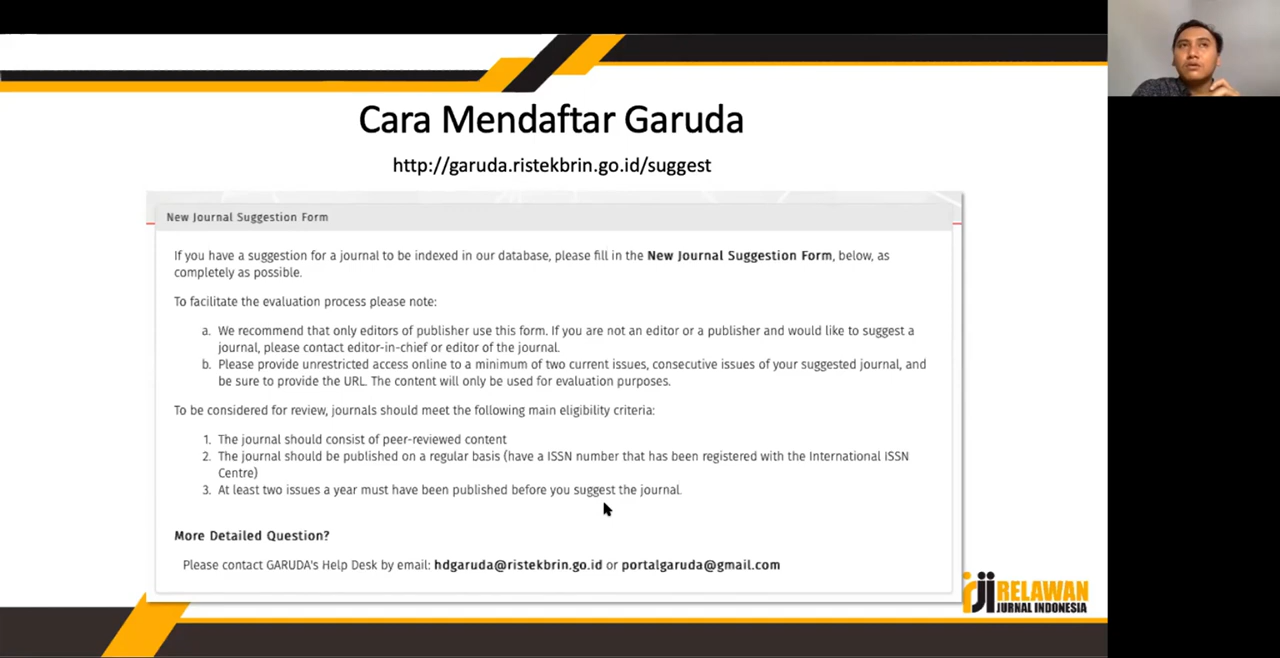 Cara Mendaftar Garuda
http://garuda.ristekbrin.go.id/suggest
New Journal Suggestion Form
If you have a suggestion for a journal to be indexed in our database, please fill in the New Journal Suggestion Form, below, as
completely as possible.
To facilitate the evaluation process please note:
a. We recommend that only editors of publisher use this form. If you are not an editor or a publisher and would like to suggest a
journal, please contact editor-in-chief or editor of the journal.
b. Please provide unrestricted access online to a minimum of two current issues, consecutive issues of your suggested journal, and
be sure to provide the URL. The content will only be used for evaluation purposes.
To be considered for review, journals should meet the following main eligibility criteria:
1. The journal should consist of peer-reviewed content
2. The journal should be published on a regular basis (have a ISSN number that has been registered with the International ISSN
Centre)
3. At least two issues a year must have been published before you suggest the journal.
More Detailed Question?
Please contact GARUDA's Help Desk by email: hdgaruda@ristekbrin.go.id or portalgaruda@gmail.com
rji RELAWAN
JURNAL INDONESIA